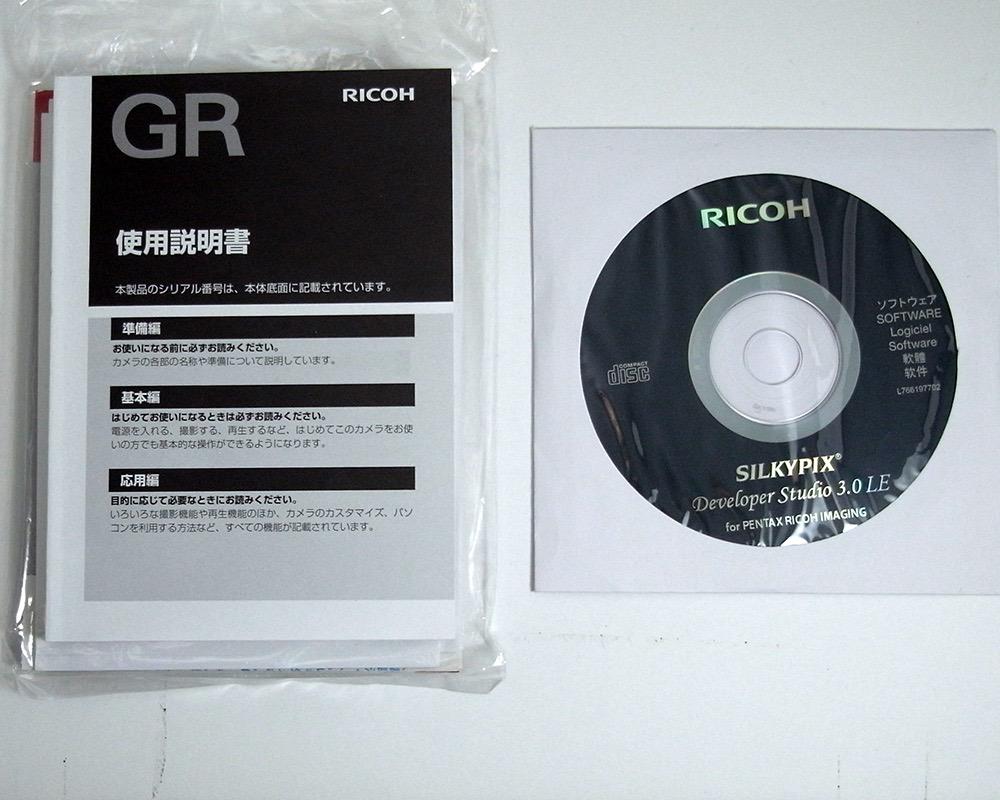 GR
RICOH
使用説明書
本製品のシリアル番号は、本体底面に記載されています。
準備編
お使いになる前に必ずお読みください。
カメラの各部の名称や準備について説明しています。
基本編
はじめてお使いになるときは必ずお読みください。
電源を入れる、撮影する、再生するなど、はじめてこのカメラをお使
いの方でも基本的な操作ができるようになります。
応用編
目的に応じて必要なときにお読みください。
いろいろな撮影機能や再生機能のほか、カメラのカスタマイズ、パソ
コンを利用する方法など、すべての機能が記載されています。
RICOH
ソフトウェア
SOFTWARE
Logiciel
Software
軟體
软件
L766197702
COMPACT
disc
SILKYPIX®
Developer Studio 3.0 LE
for PENTAX RICOH IMAGING